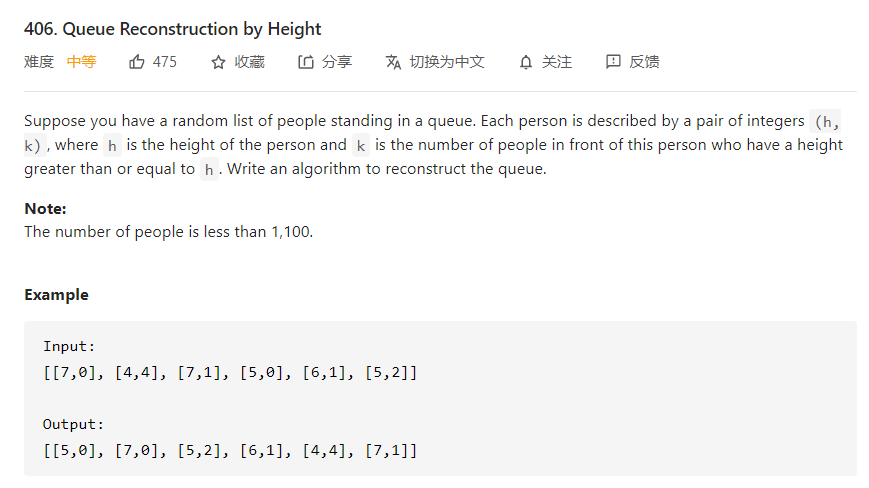 406. Queue Reconstruction by Height
难度 中等 475 收藏 分享 切换为中文 关注 反馈
Suppose you have a random list of people standing in a queue. Each person is described by a pair of integers (h,
k), where h is the height of the person and k is the number of people in front of this person who have a height
greater than or equal to h. Write an algorithm to reconstruct the queue.
Note:
The number of people is less than 1,100.
Example
Input:
[[7,0], [4,4], [7,1], [5,0], [6,1], [5,2]]
Output:
[[5,0], [7,0], [5,2], [6,1], [4,4], [7,1]]